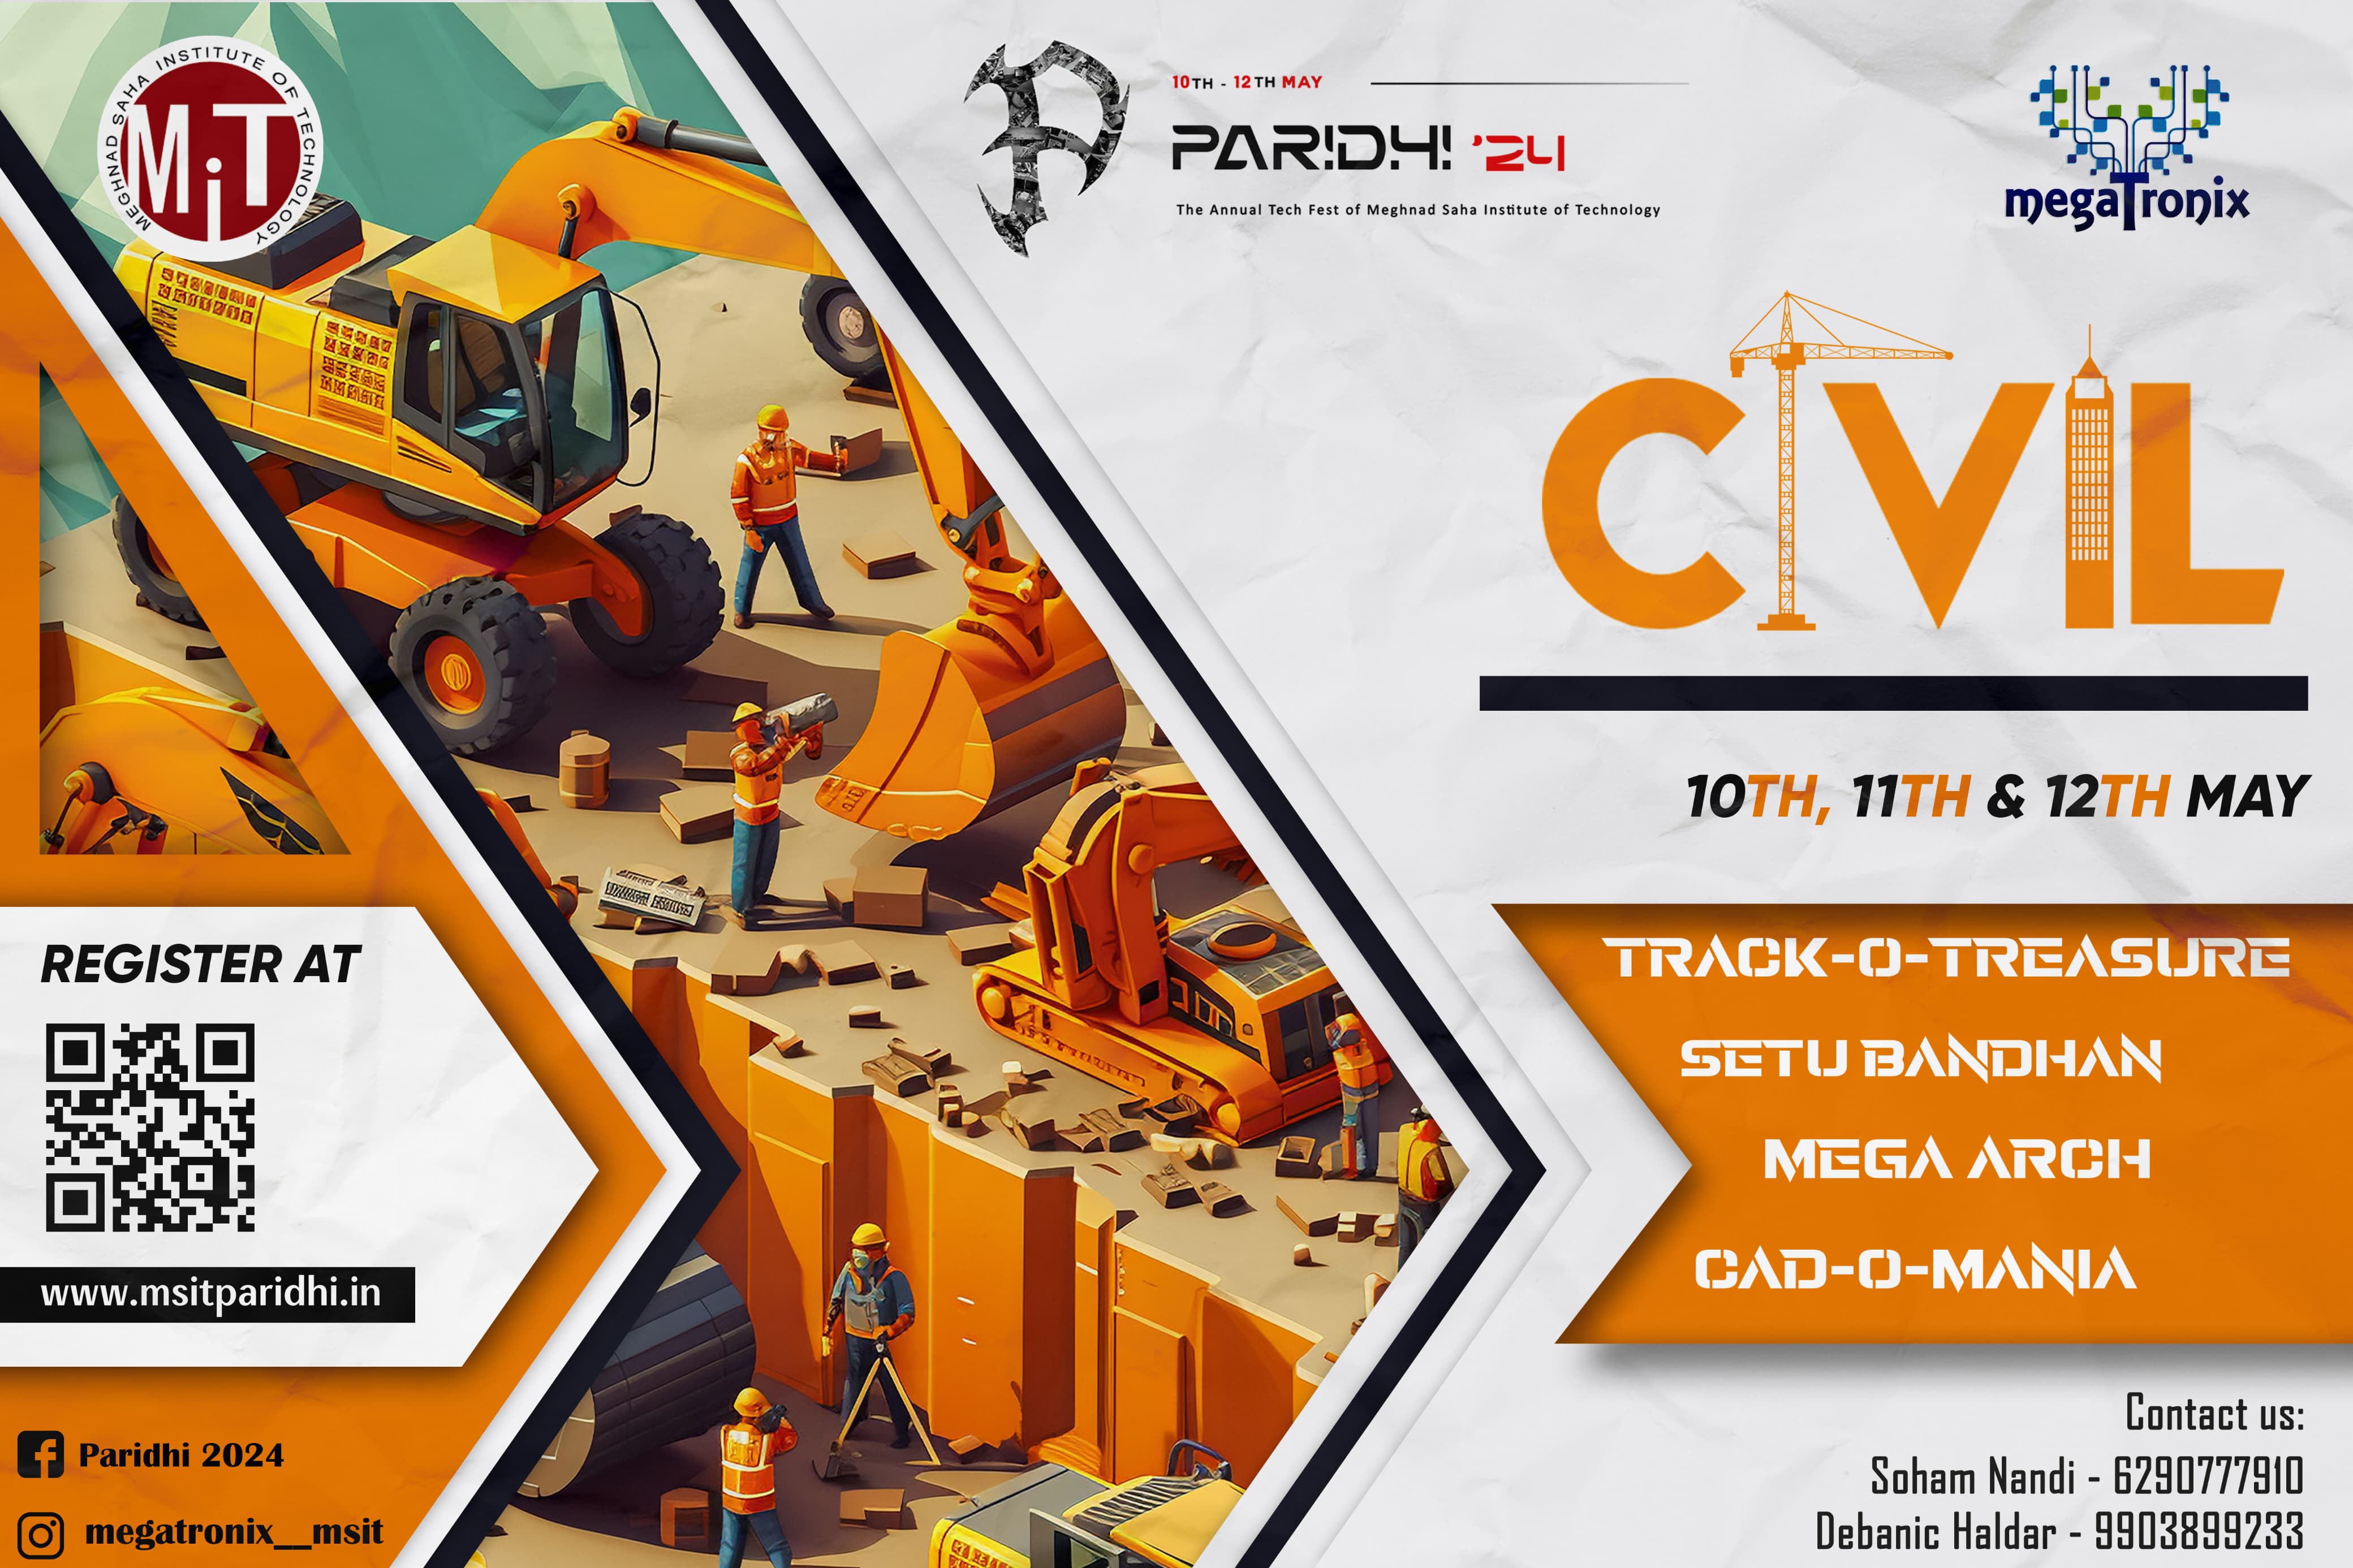 MEGHNAD SAHA INSTITUTE OF TECHNOLOGY
MiT
10TH - 12TH MAY
PAR!D.H! '24
The Annual Tech Fest of Meghnad Saha Institute of Technology
megaTronix
CIVIL
10TH, 11TH & 12TH MAY
TRACK-O-TREASURE
SETU BANDHAN
MEGA ARCH
CAD-O-MANIA
REGISTER AT
www.msitparidhi.in
Paridhi 2024
megatronix__msit
Contact us:
Soham Nandi - 6290777910
Debanic Haldar - 9903899233